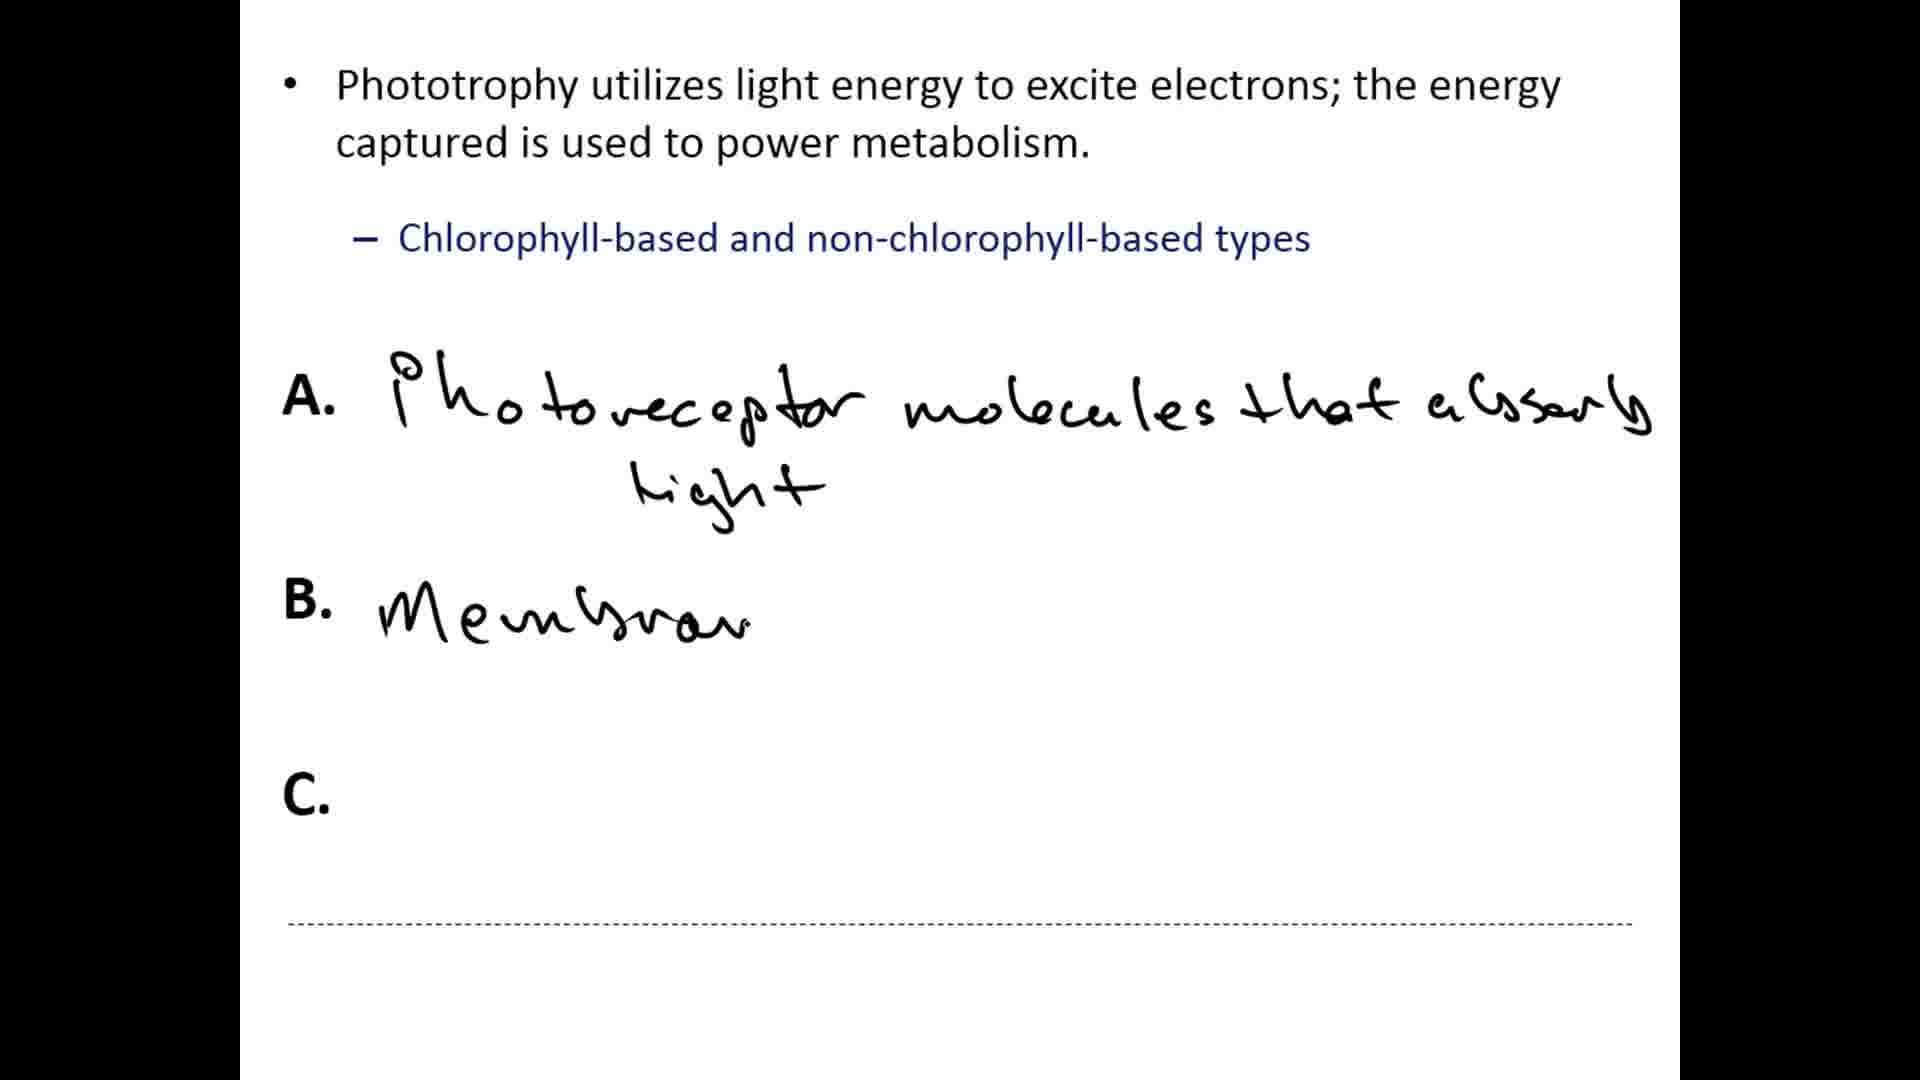 • Phototrophy utilizes light energy to excite electrons; the energy
captured is used to power metabolism.
– Chlorophyll-based and non-chlorophyll-based types
A. Photoreceptor molecules that absorb
light
B. Membran
C.